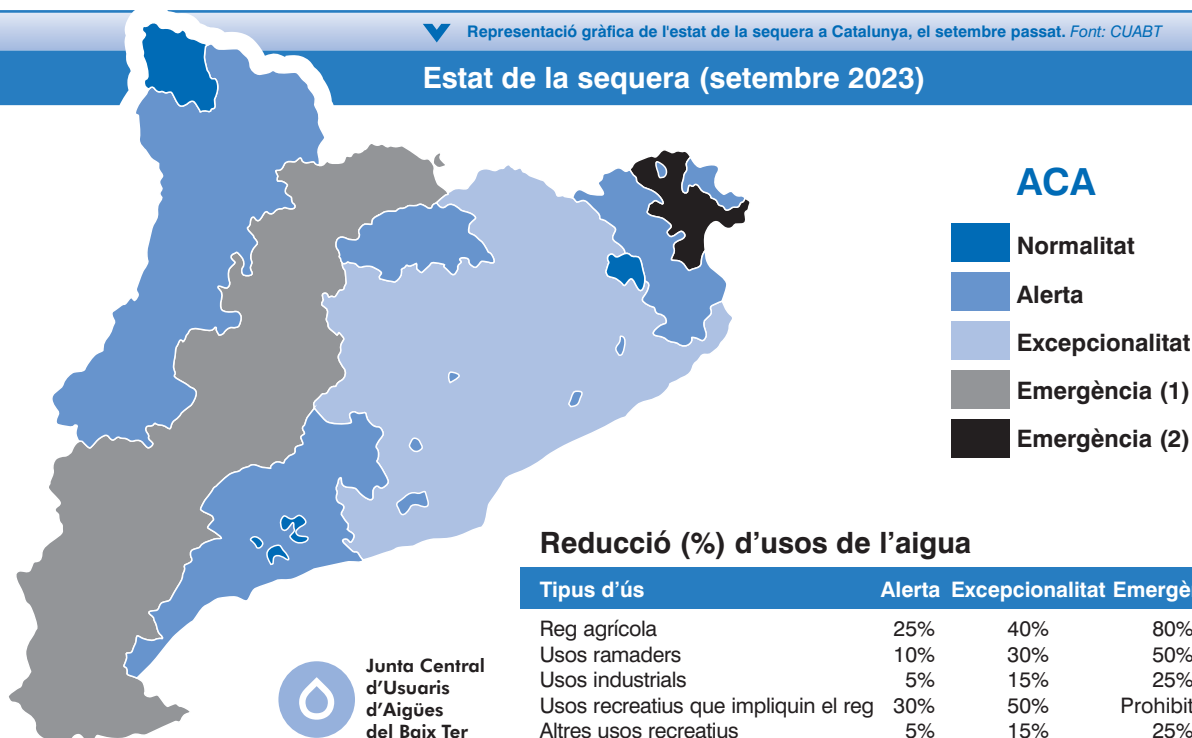 Representació gràfica de l'estat de la sequera a Catalunya, el setembre passat. Font: CUABT
Estat de la sequera (setembre 2023)
ACA
Normalitat
Alerta
Excepcionalitat
Emergència (1)
Emergència (2)
Reducció (%) d’usos de l’aigua
Tipus d’ús Alerta Excepcionalitat Emergè
Reg agrícola 25% 40% 80%
Usos ramaders 10% 30% 50%
Usos industrials 5% 15% 25%
Usos recreatius que impliquin el reg 30% 50% Prohibit
Altres usos recreatius 5% 15% 25%
Junta Central
d’Usuaris
d’Aigües
del Baix Ter